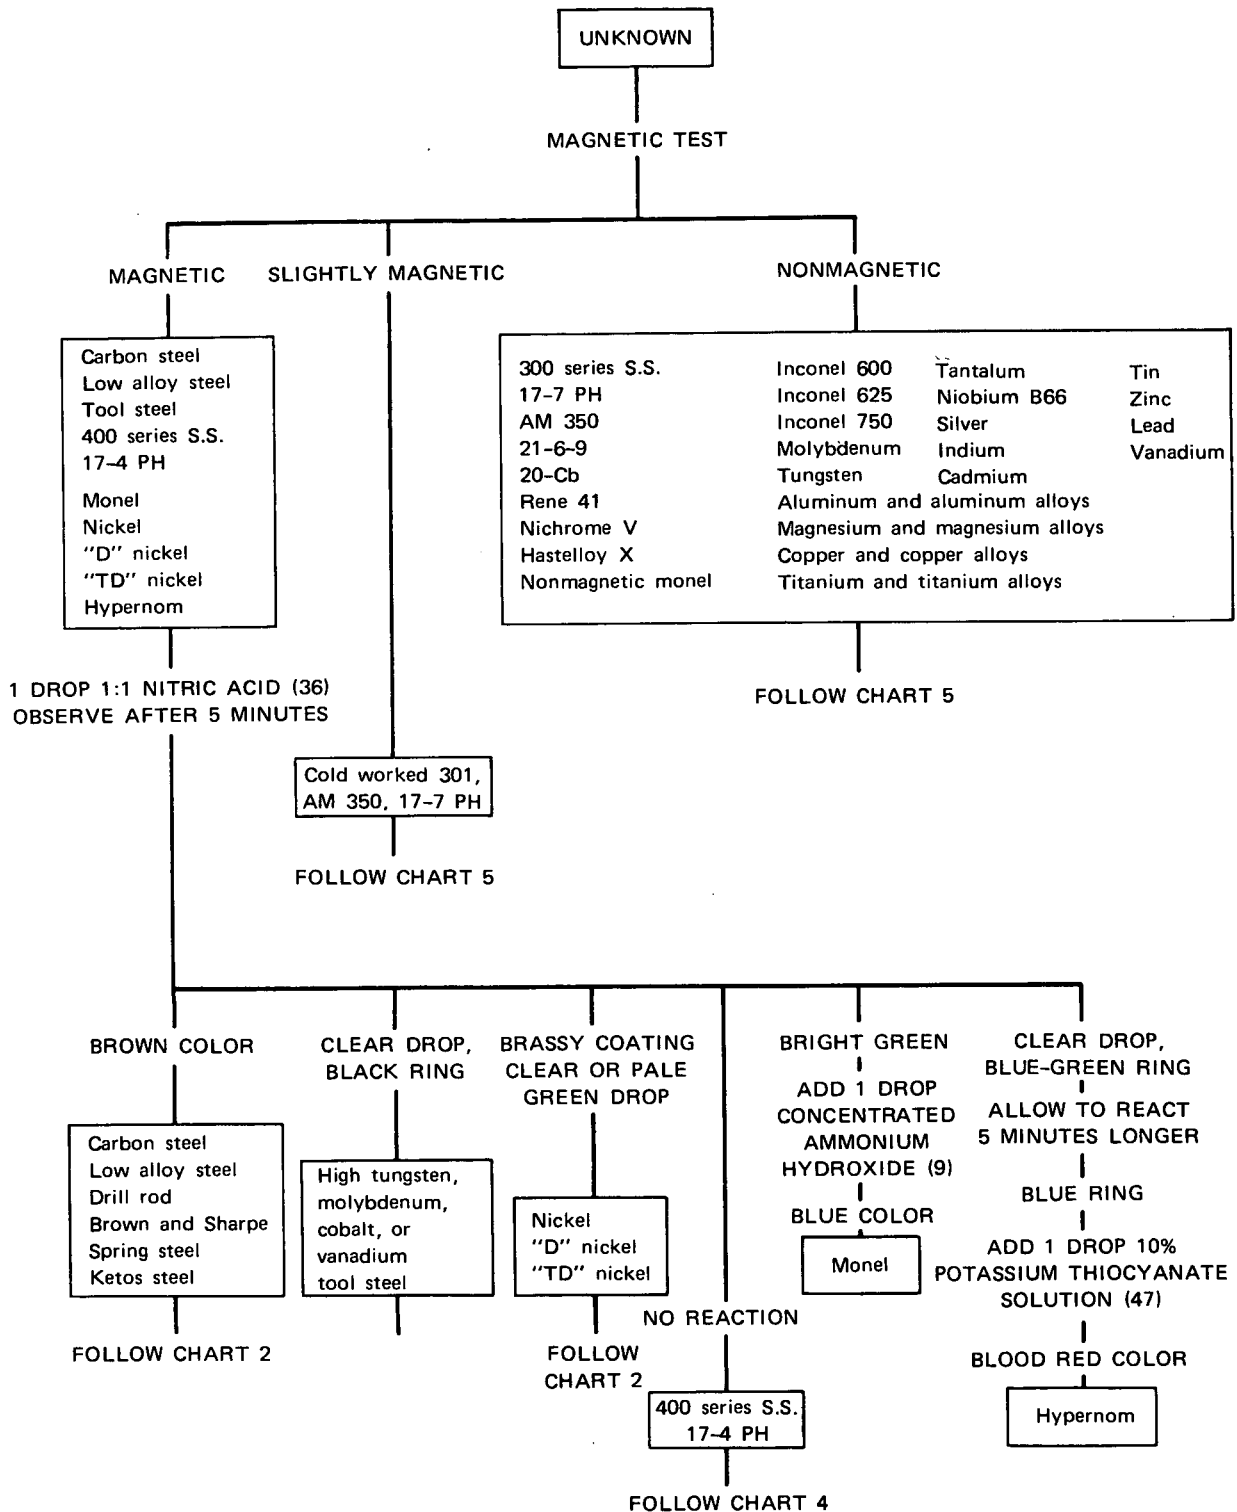 UNKNOWN
MAGNETIC TEST
MAGNETIC
SLIGHTLY MAGNETIC
NONMAGNETIC
Carbon steel
Low alloy steel
Tool steel
400 series S.S.
17-4 PH
Monel
Nickel
"D" nickel
"TD" nickel
Hypernom
300 series S.S.
17-7 PH
AM 350
21-6-9
20-Cb
Rene 41
Nichrome V
Hastelloy X
Nonmagnetic monel
Inconel 600
Inconel 625
Inconel 750
Molybdenum
Tungsten
Aluminum and aluminum alloys
Magnesium and magnesium alloys
Copper and copper alloys
Titanium and titanium alloys
Tantalum
Niobium B66
Silver
Indium
Cadmium
Tin
Zinc
Lead
Vanadium
1 DROP 1:1 NITRIC ACID (36)
OBSERVE AFTER 5 MINUTES
FOLLOW CHART 5
Cold worked 301,
AM 350, 17-7 PH
FOLLOW CHART 5
BROWN COLOR
Carbon steel
Low alloy steel
Drill rod
Brown and Sharpe
Spring steel
Ketos steel
FOLLOW CHART 2
CLEAR DROP,
BLACK RING
High tungsten,
molybdenum,
cobalt, or
vanadium
tool steel
BRASSY COATING
CLEAR OR PALE
GREEN DROP
Nickel
"D" nickel
"TD" nickel
FOLLOW
CHART 2
NO REACTION
400 series S.S.
17-4 PH
FOLLOW CHART 4
BRIGHT GREEN
ADD 1 DROP
CONCENTRATED
AMMONIUM
HYDROXIDE (9)
BLUE COLOR
Monel
CLEAR DROP,
BLUE-GREEN RING
ALLOW TO REACT
5 MINUTES LONGER
BLUE RING
ADD 1 DROP 10%
POTASSIUM THIOCYANATE
SOLUTION (47)
BLOOD RED COLOR
Hypernom